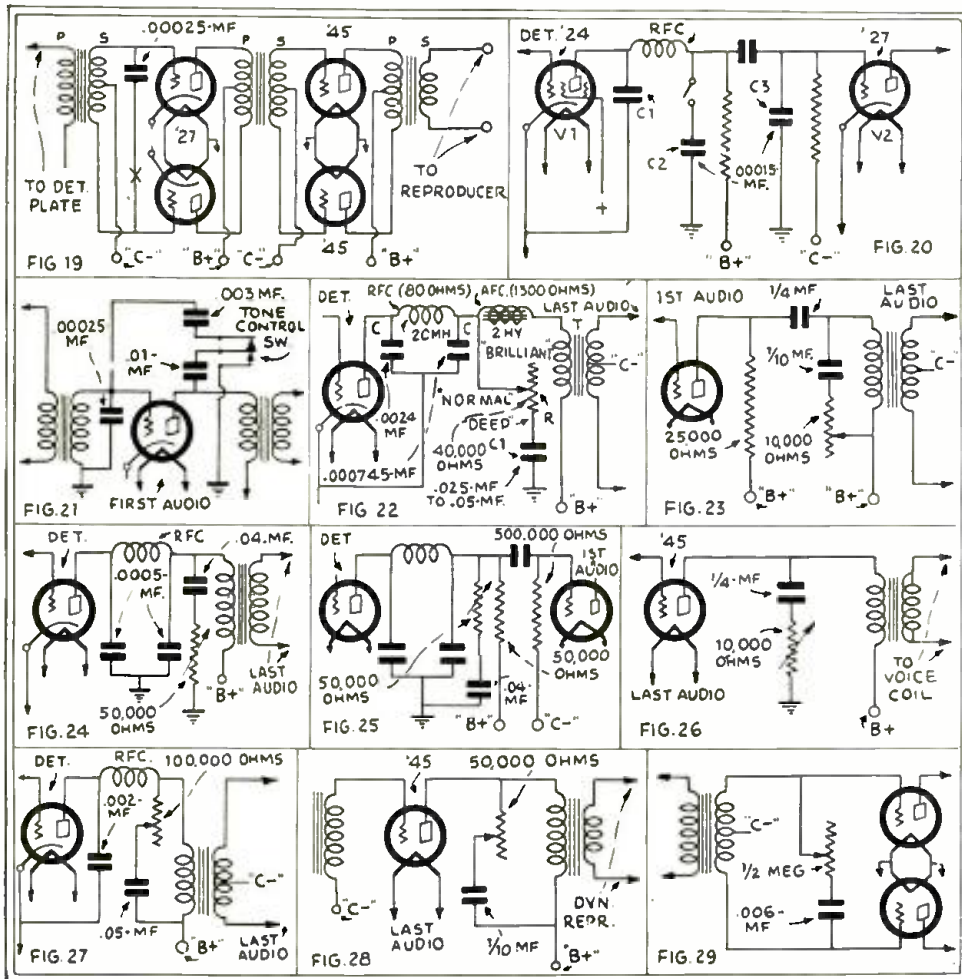 .00025-MF
'45
P
S
P
S
P
S
'27
X
TO DET.
PLATE
TO
REPRODUCER
"C-"
"B+"
"C-"
'45
"B+"
FIG 19
DET. '24
RFC
'27
C1
C3
V1
V2
C2
.00015-
MF.
+
"B+"
"C-"
FIG. 20
.00025
MF
.003 MF.
TONE
CONTROL
SW.
.01-
MF
FIG.21
FIRST AUDIO
DET.
RFC (80 OHMS)
AFC.(1300 OHMS)
LAST AUDIO
C
C
2CMH
2 HY
T
"BRILLIANT"
"C-"
NORMAL
.0024
MF
"DEEP"
R
40,000
OHMS
C1
.000745-MF
.025-MF
TO .05-MF.
"B+"
FIG 22
1ST AUDIO
1/4 MF
LAST
AUDIO
1/10 MF.
"C-"
25,000
OHMS
10,000
OHMS
"B+"
"B+"
FIG. 23
DET.
RFC
.04-MF.
.0005-
MF.
"B+"
LAST
AUDIO
50,000
OHMS
FIG.24
DET
500,000 OHMS
1ST
AUDIO
50,000
OHMS
50,000
OHMS
.04-
MF
"B+"
"C-"
FIG.25
'45
1/4-MF
10,000
OHMS
LAST AUDIO
TO
VOICE
COIL
B+
FIG.26
DET.
RFC.
100,000 OHMS
.002-
MF
"C-"
.05-MF
"B+"
LAST
AUDIO
FIG.27
'45
50,000 OHMS
"C-"
LAST
AUDIO
1/10 MF
DYN.
REPR.
"B+"
FIG.28
"C-"
1/2 MEG
.006-
MF
FIG.29